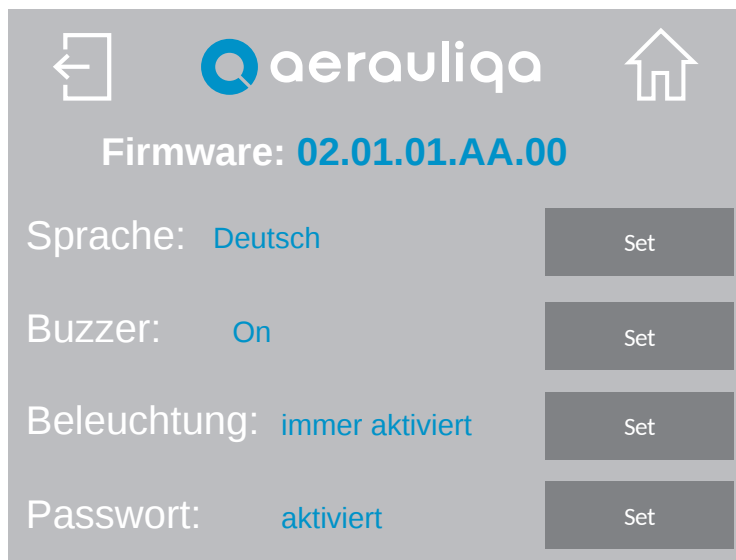 aerauliqa
Firmware: 02.01.01.AA.00
Sprache: Deutsch Set
Buzzer: On Set
Beleuchtung: immer aktiviert Set
Passwort: aktiviert Set